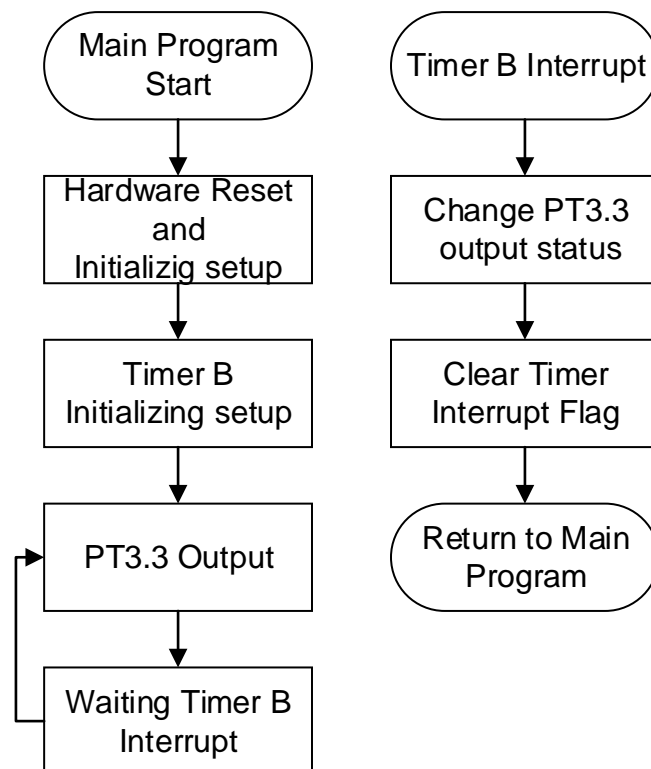 Main Program
Start
Hardware Reset
and
Initializig setup
Timer B
Initializing setup
PT3.3 Output
Waiting Timer B
Interrupt
Timer B Interrupt
Change PT3.3
output status
Clear Timer
Interrupt Flag
Return to Main
Program